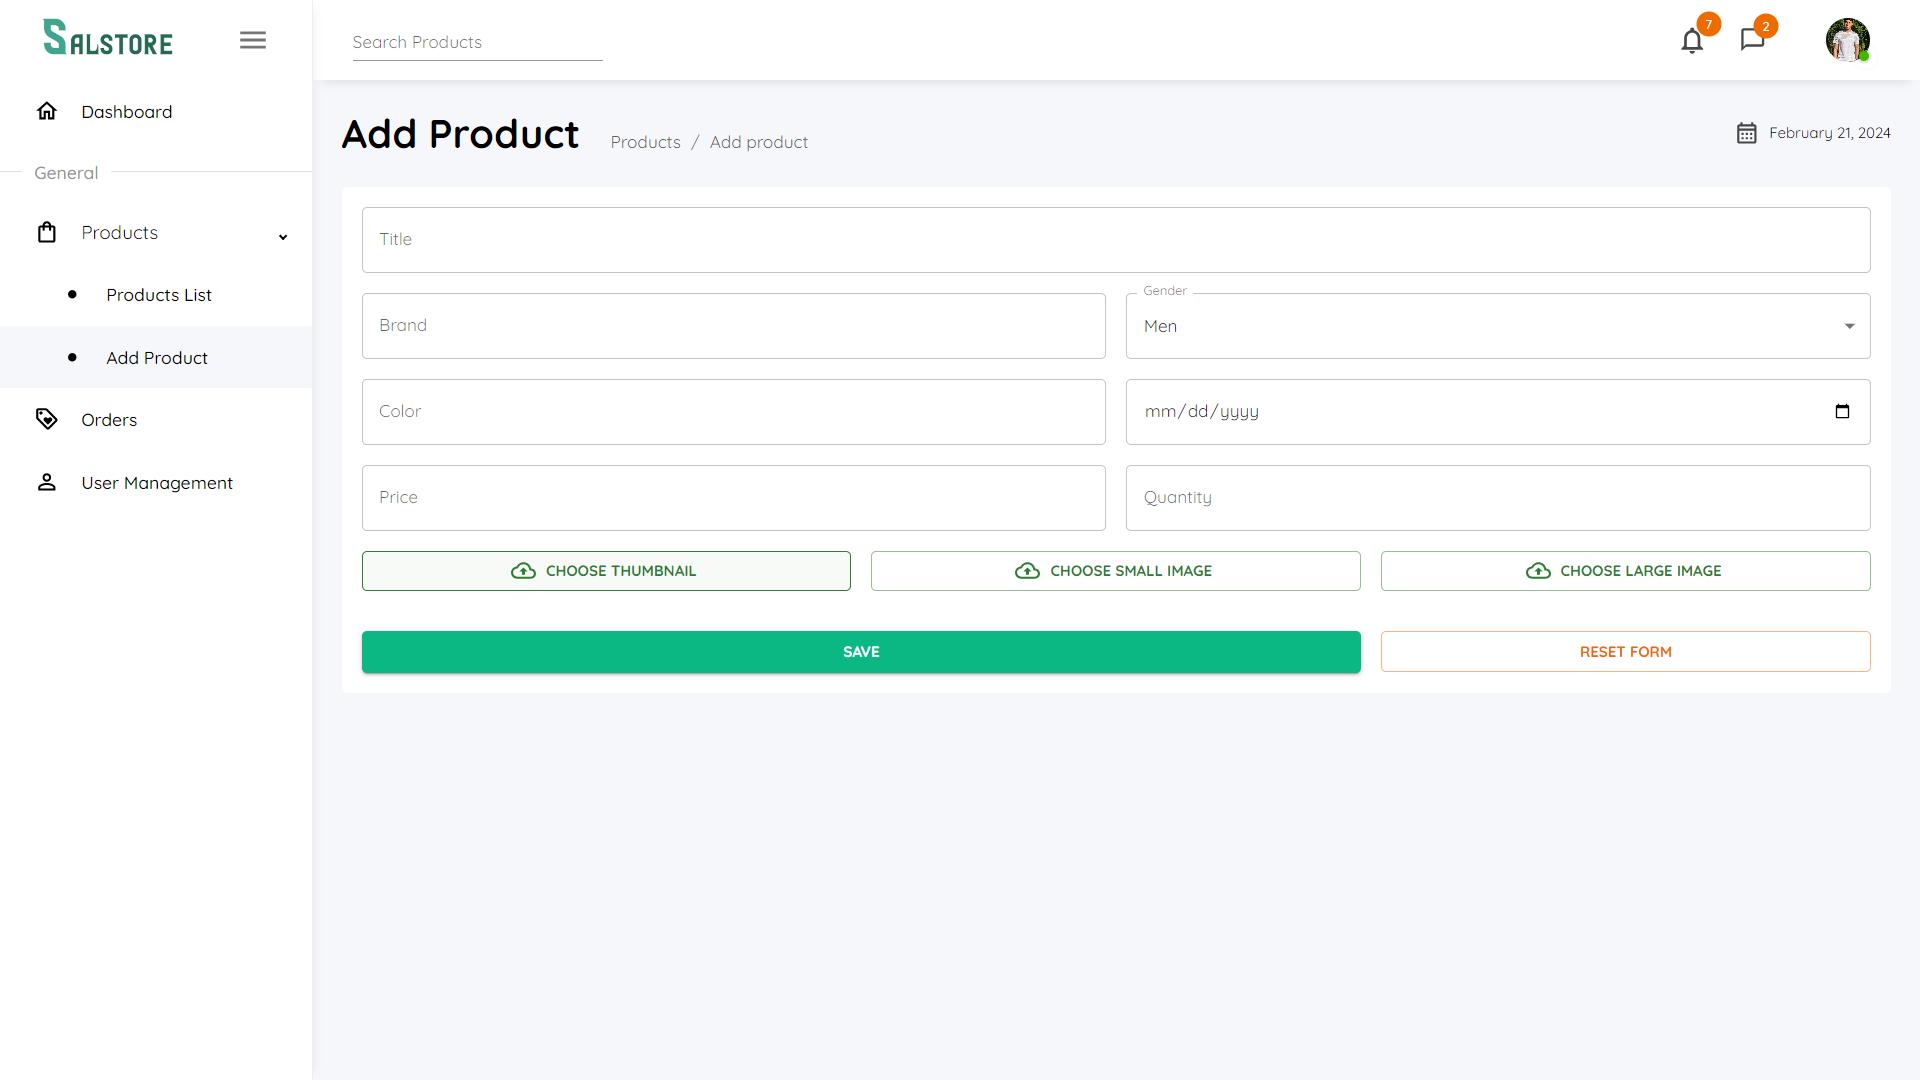 SALSTORE
Search Products
7
2
Dashboard
General
Products
Products List
Add Product
Orders
User Management
Add Product
Products / Add product
February 21, 2024
Title
Brand
Gender
Men
Color
mm/dd/yyyy
Price
Quantity
CHOOSE THUMBNAIL
CHOOSE SMALL IMAGE
CHOOSE LARGE IMAGE
SAVE
RESET FORM